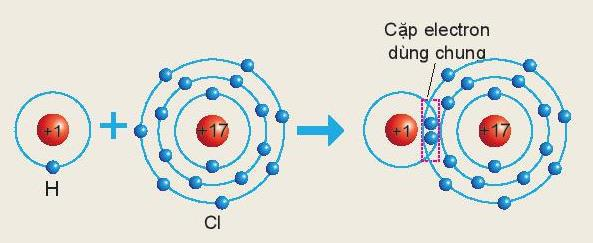 Cặp electron
dùng chung
+1
+17
+1
+17
H
Cl